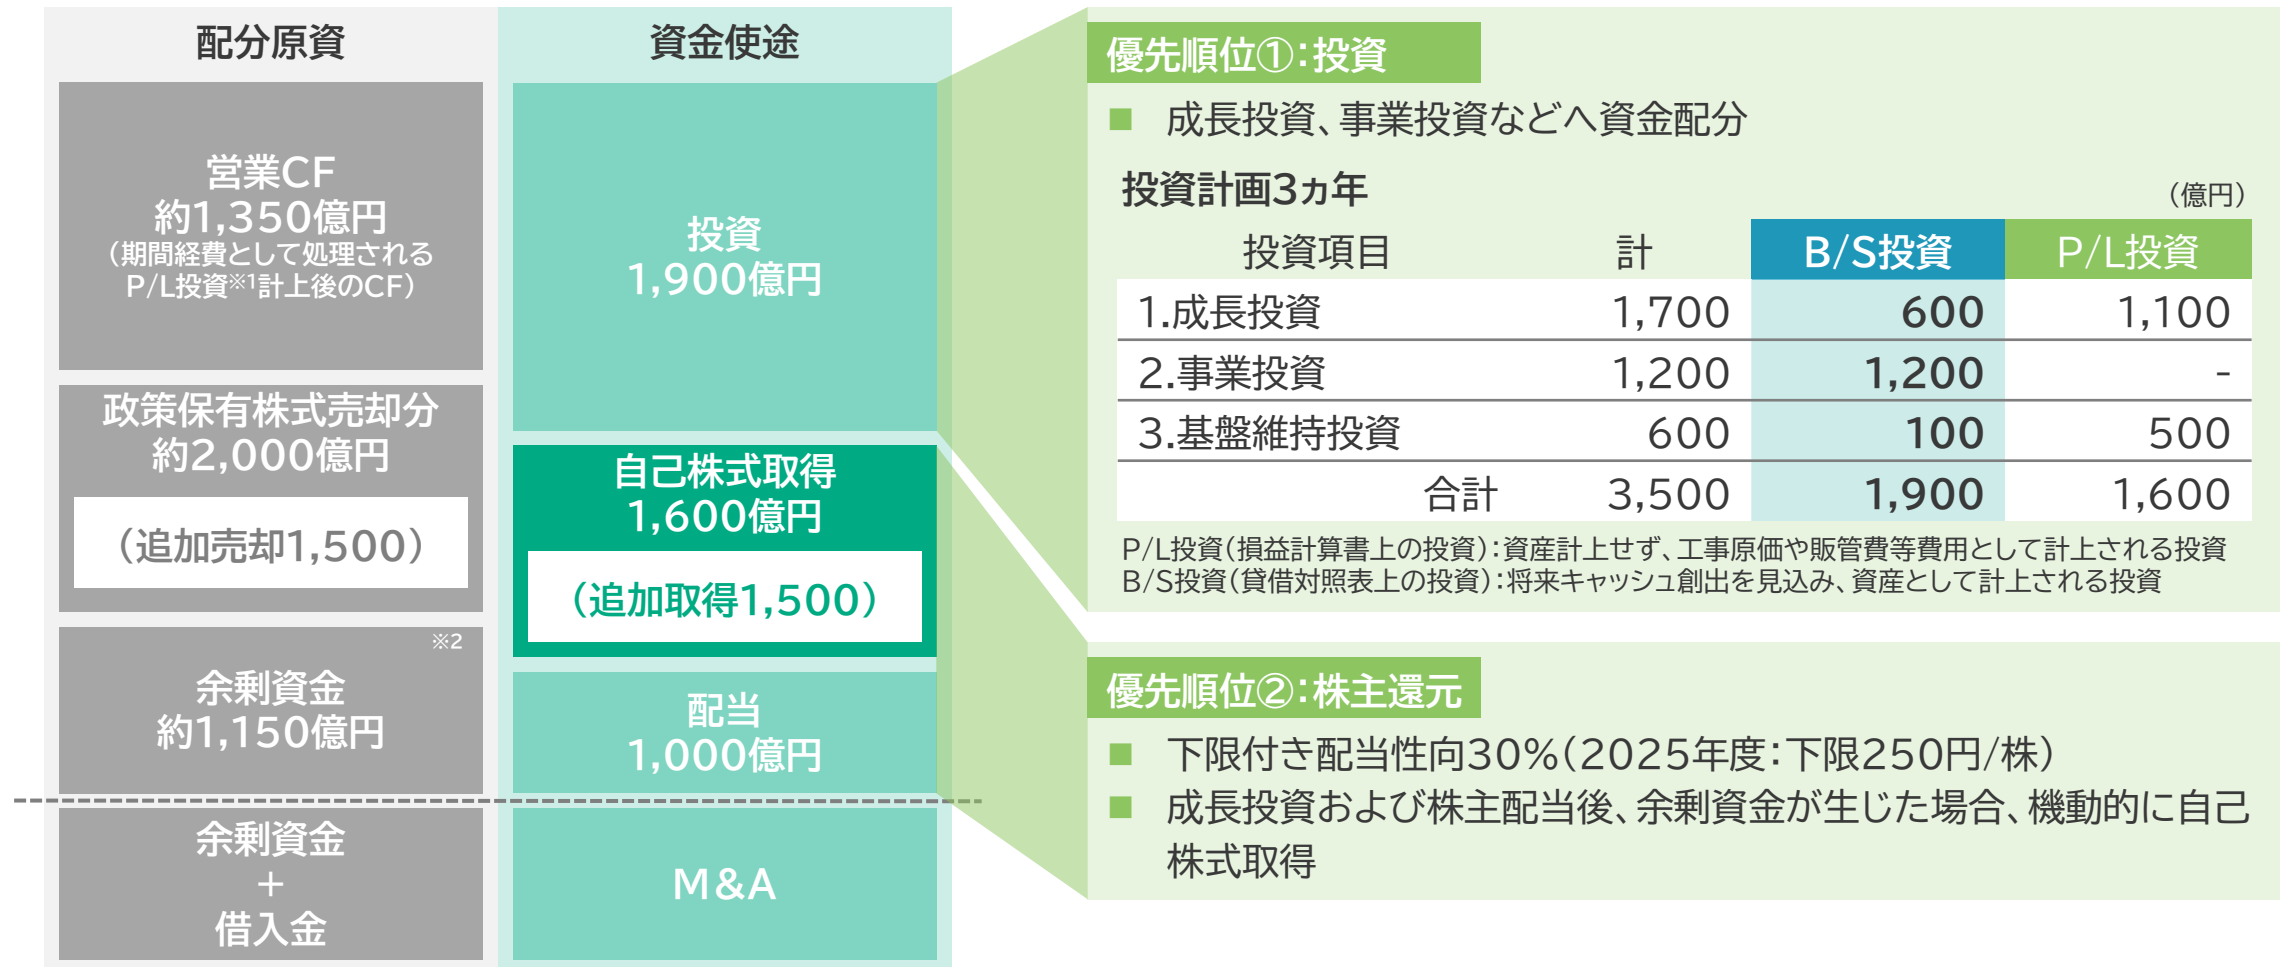 配分原資
営業CF
約1,350億円
（期間経費として処理される
P/L投資※1計上後のCF）
政策保有株式売却分
約2,000億円
（追加売却1,500）
※2
余剰資金
約1,150億円
余剰資金
＋
借入金
資金使途
投資
1,900億円
自己株式取得
1,600億円
（追加取得1,500）
配当
1,000億円
M&A
優先順位①：投資
■ 成長投資、事業投資などへ資金配分
投資計画3ヵ年 （億円）
投資項目 計 B/S投資 P/L投資
1.成長投資 1,700 600 1,100
2.事業投資 1,200 1,200 -
3.基盤維持投資 600 100 500
合計 3,500 1,900 1,600
P/L投資（損益計算書上の投資）：資産計上せず、工事原価や販管費等費用として計上される投資
B/S投資（貸借対照表上の投資）：将来キャッシュ創出を見込み、資産として計上される投資
優先順位②：株主還元
■ 下限付き配当性向30%（2025年度：下限250円/株）
■ 成長投資および株主配当後、余剰資金が生じた場合、機動的に自己
株式取得